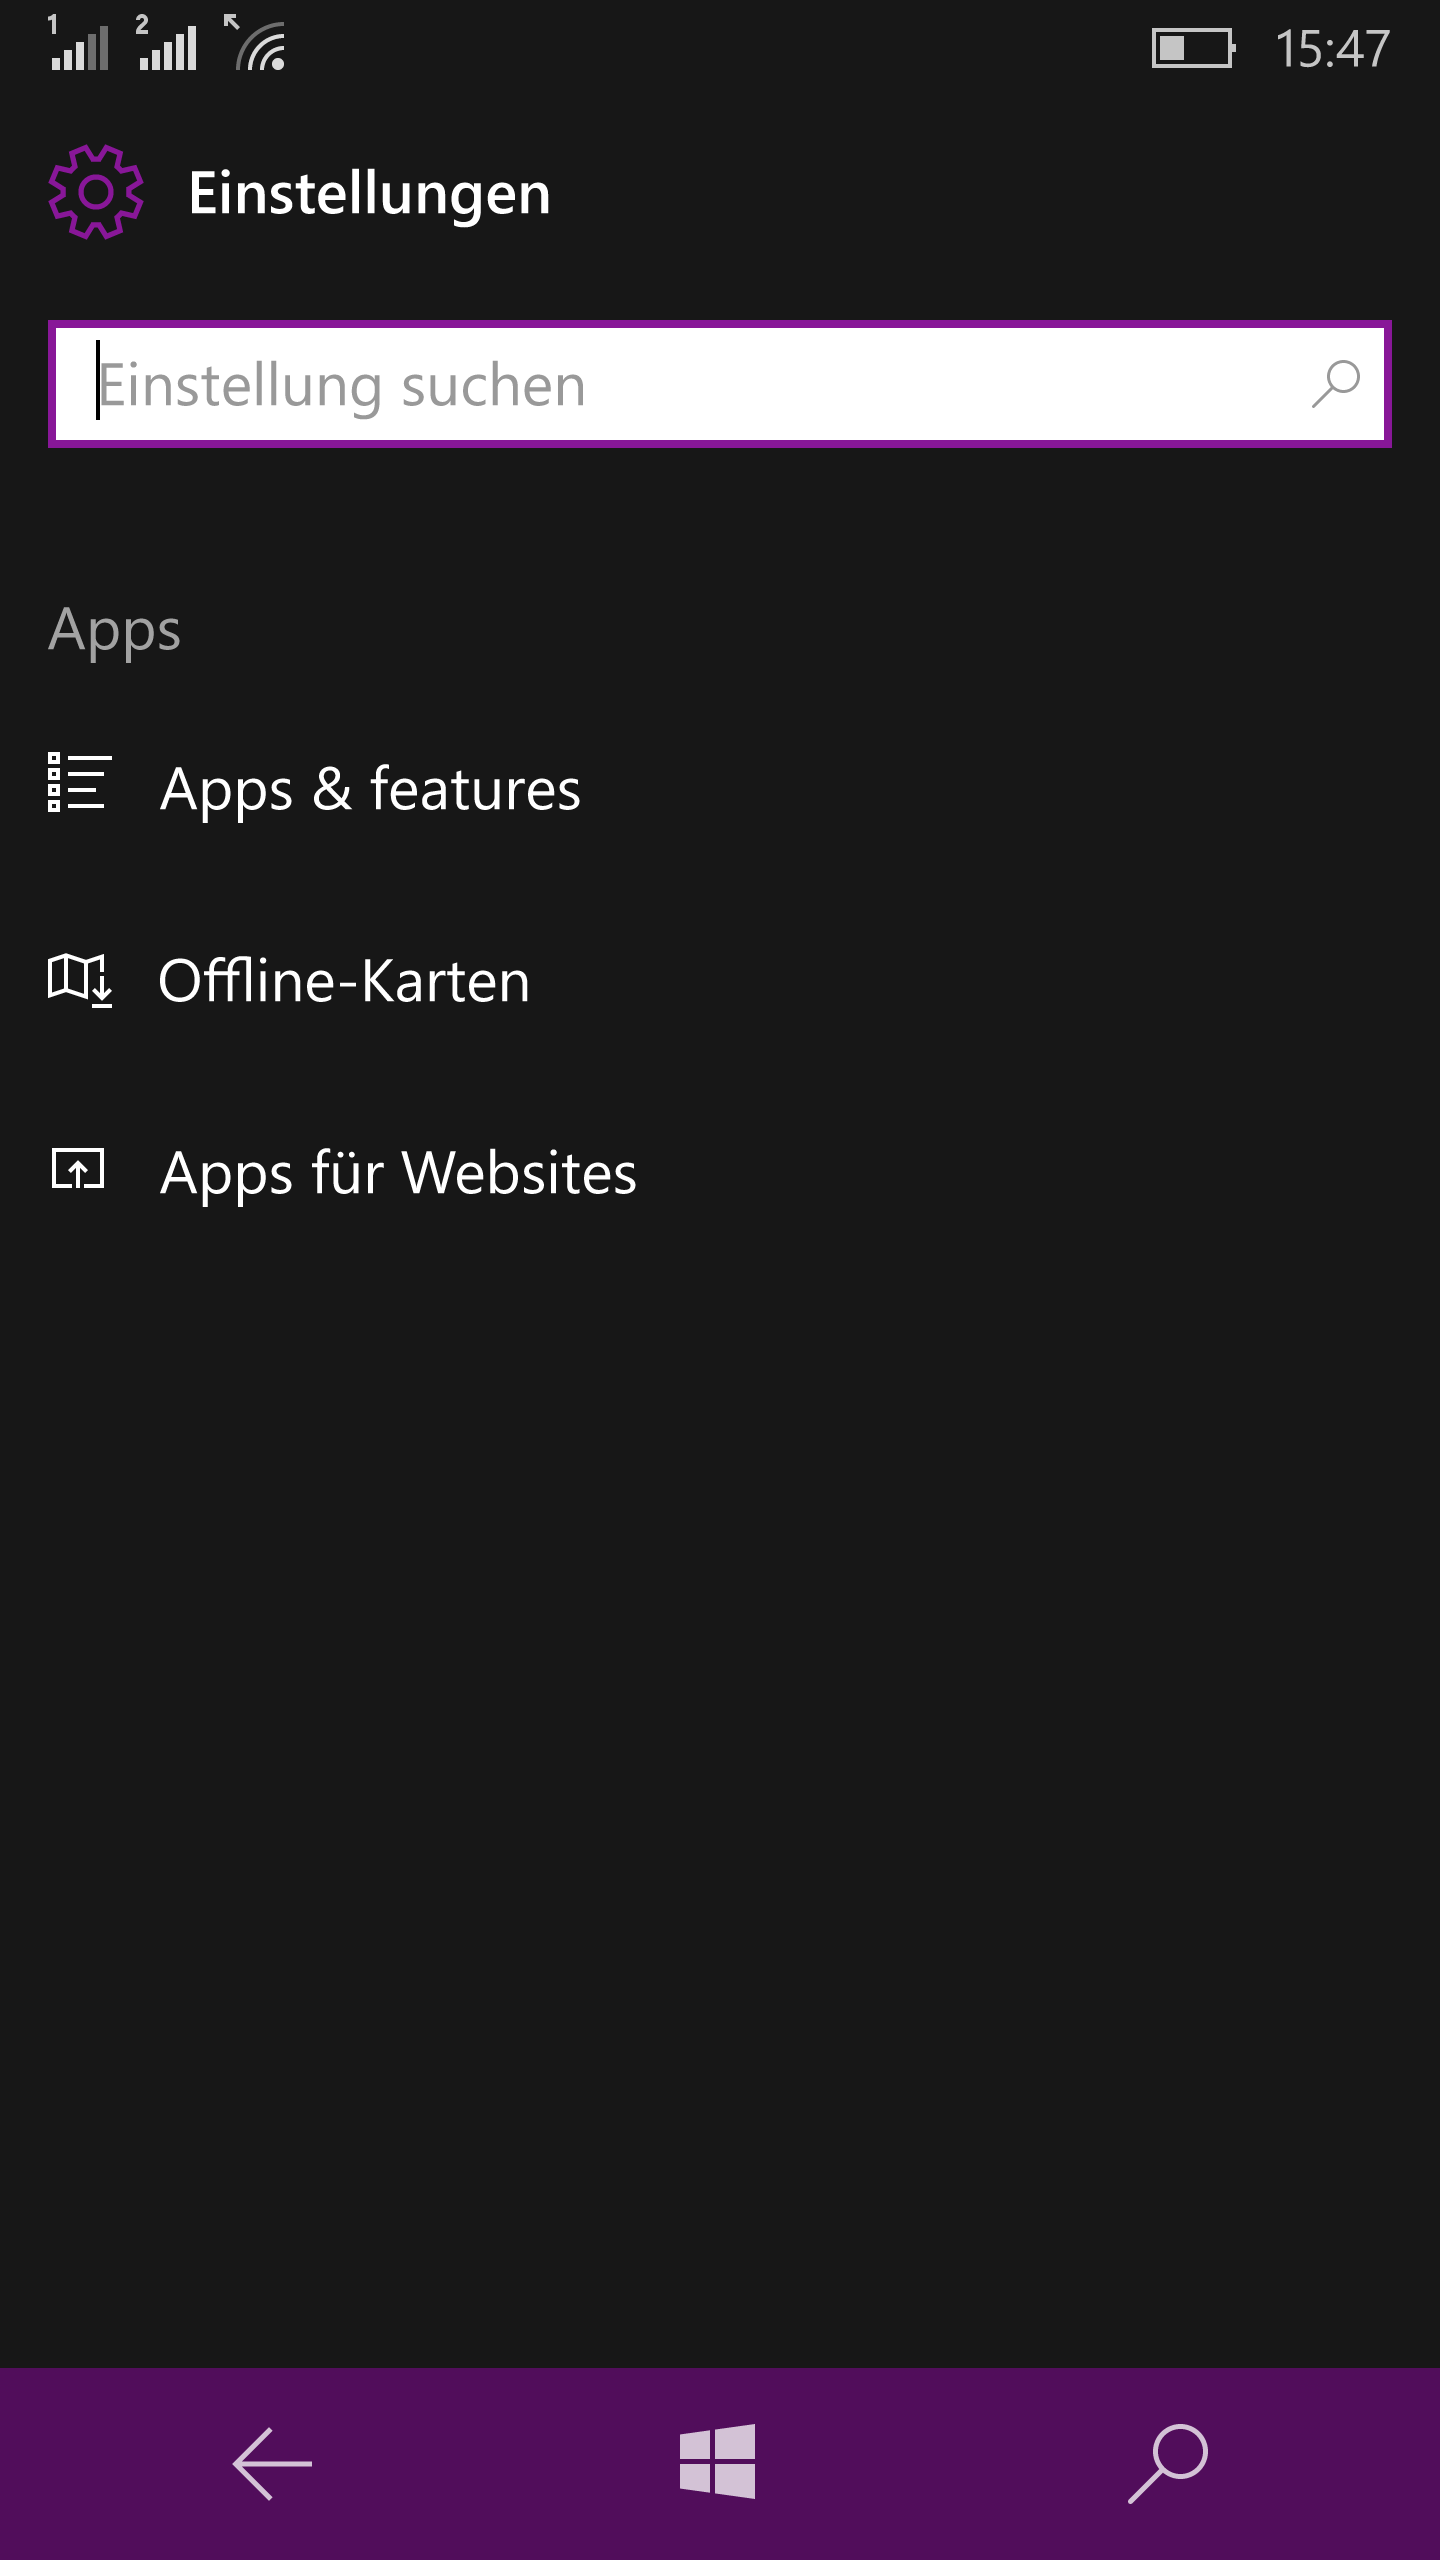 1 2 15:47
Einstellungen
Einstellung suchen
Apps
Apps & features
Offline-Karten
Apps für Websites